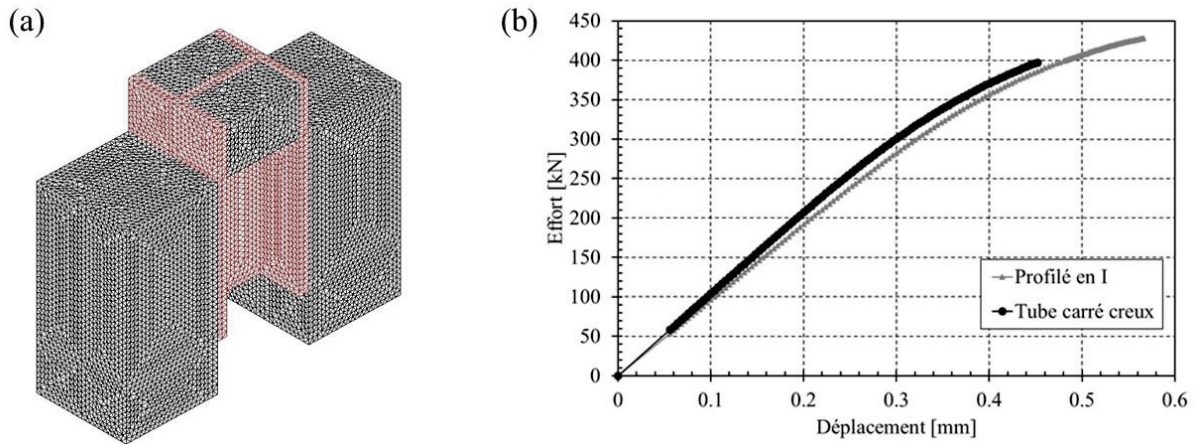 (a)
(b)
450
400
350
300
250
200
150
100
50
0
Effort [kN]
Profilé en I
Tube carré creux
0
0.1
0.2
0.3
0.4
0.5
0.6
Déplacement [mm]